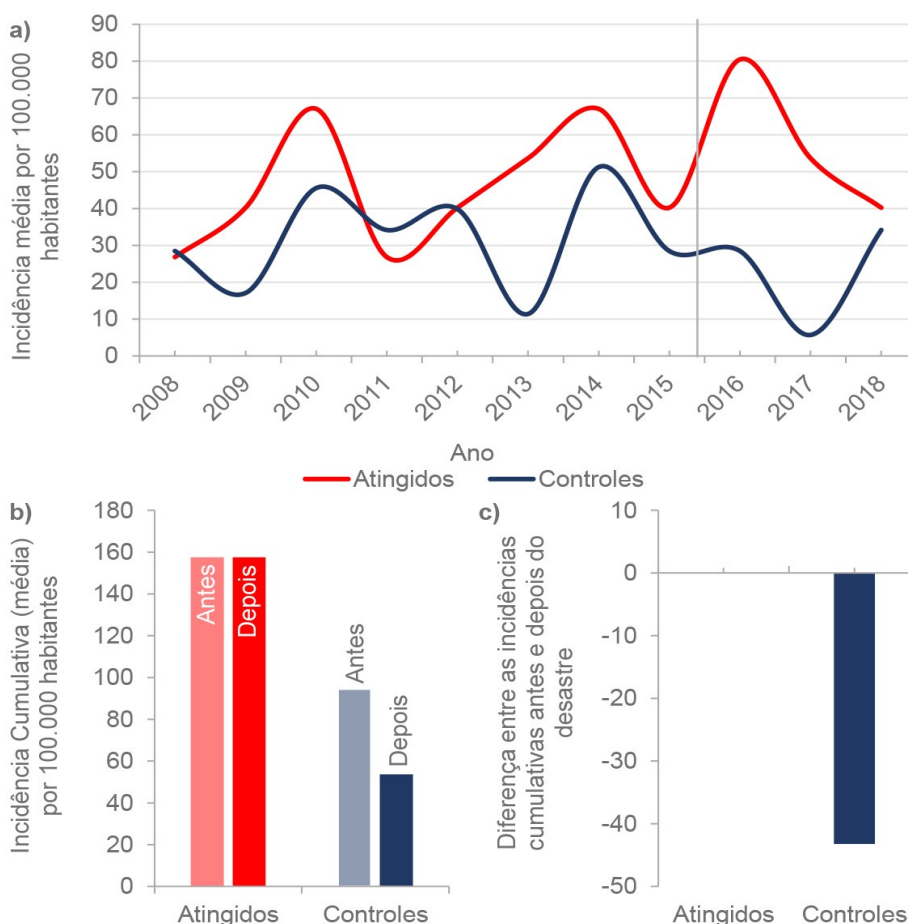 a)
Incidência média por 100.000
habitantes
90
80
70
60
50
40
30
20
10
0
2008
2009
2010
2011
2012
2013
2014
2015
2016
2017
2018
Ano
Atingidos
Controles
b)
Incidência Cumulativa (média)
por 100.000 habitantes
180
160
140
120
100
80
60
40
20
0
Antes
Depois
Antes
Depois
Atingidos
Controles
c)
Diferença entre as incidências
cumulativas antes e depois do
desastre
10
0
-10
-20
-30
-40
-50
Atingidos
Controles